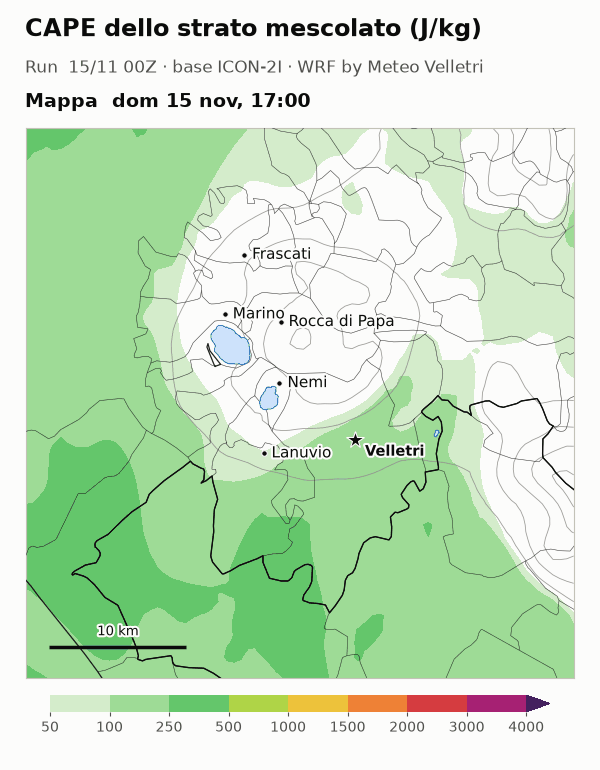 CAPE dello strato mescolato (J/kg)
Run  15/11 00Z · base ICON-2I · WRF by Meteo Velletri
Mappa  dom 15 nov, 17:00
Frascati
Marino
Rocca di Papa
Nemi
Velletri
Lanuvio
10 km
50 100 250 500 1000 1500 2000 3000 4000